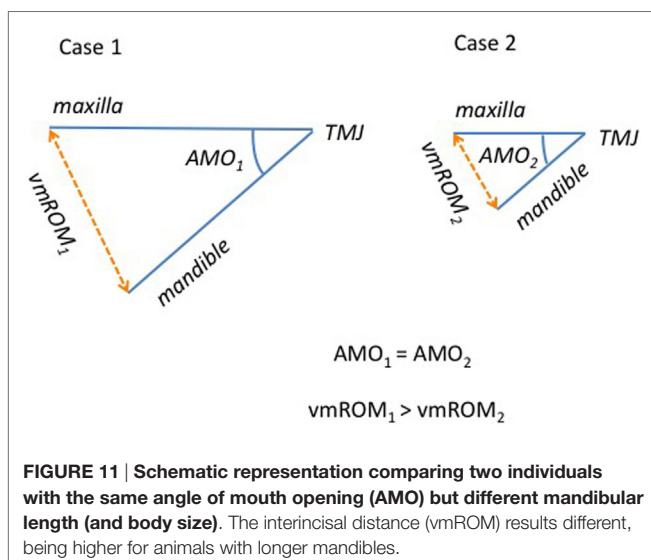 Case 1
Case 2
maxilla
TMJ
AMO₁
vmROM₁
mandible
maxilla
TMJ
AMO₂
vmROM₂
mandible
AMO₁ = AMO₂
vmROM₁ > vmROM₂
FIGURE 11 | Schematic representation comparing two individuals
with the same angle of mouth opening (AMO) but different mandibular
length (and body size). The interincisal distance (vmROM) results different,
being higher for animals with longer mandibles.